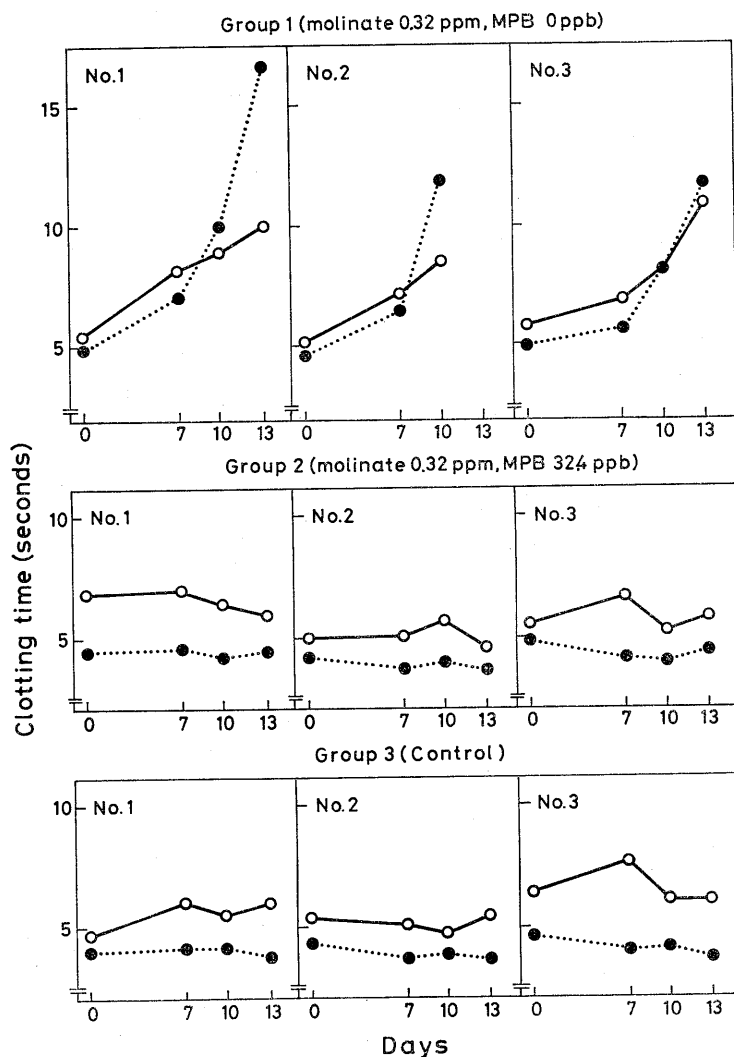 Group 1 (molinate 0.32 ppm, MPB 0 ppb)
No.1 No.2 No.3
15
10
5
0 7 10 13 0 7 10 13 0 7 10 13
Group 2 (molinate 0.32 ppm, MPB 32.4 ppb)
10
No.1 No.2 No.3
5
0 7 10 13 0 7 10 13 0 7 10 13
Group 3 (Control)
10
No.1 No.2 No.3
5
0 7 10 13 0 7 10 13 0 7 10 13
Clotting time (seconds)
Days